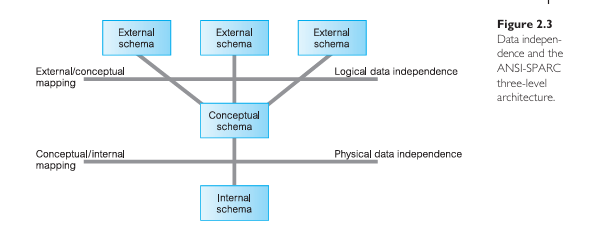 External
schema
External
schema
External
schema
External/conceptual
mapping
Logical data independence
Conceptual
schema
Conceptual/internal
mapping
Physical data independence
Internal
schema
Figure 2.3
Data indepen-
dence and the
ANSI-SPARC
three-level
architecture.